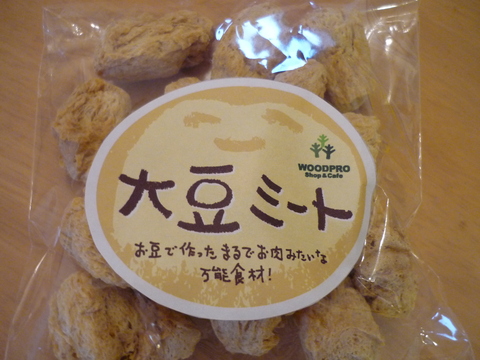 WOODPRO
Shop & Cafe
大豆ミート
お豆で作ったまるでお肉みたいな
万能食材!